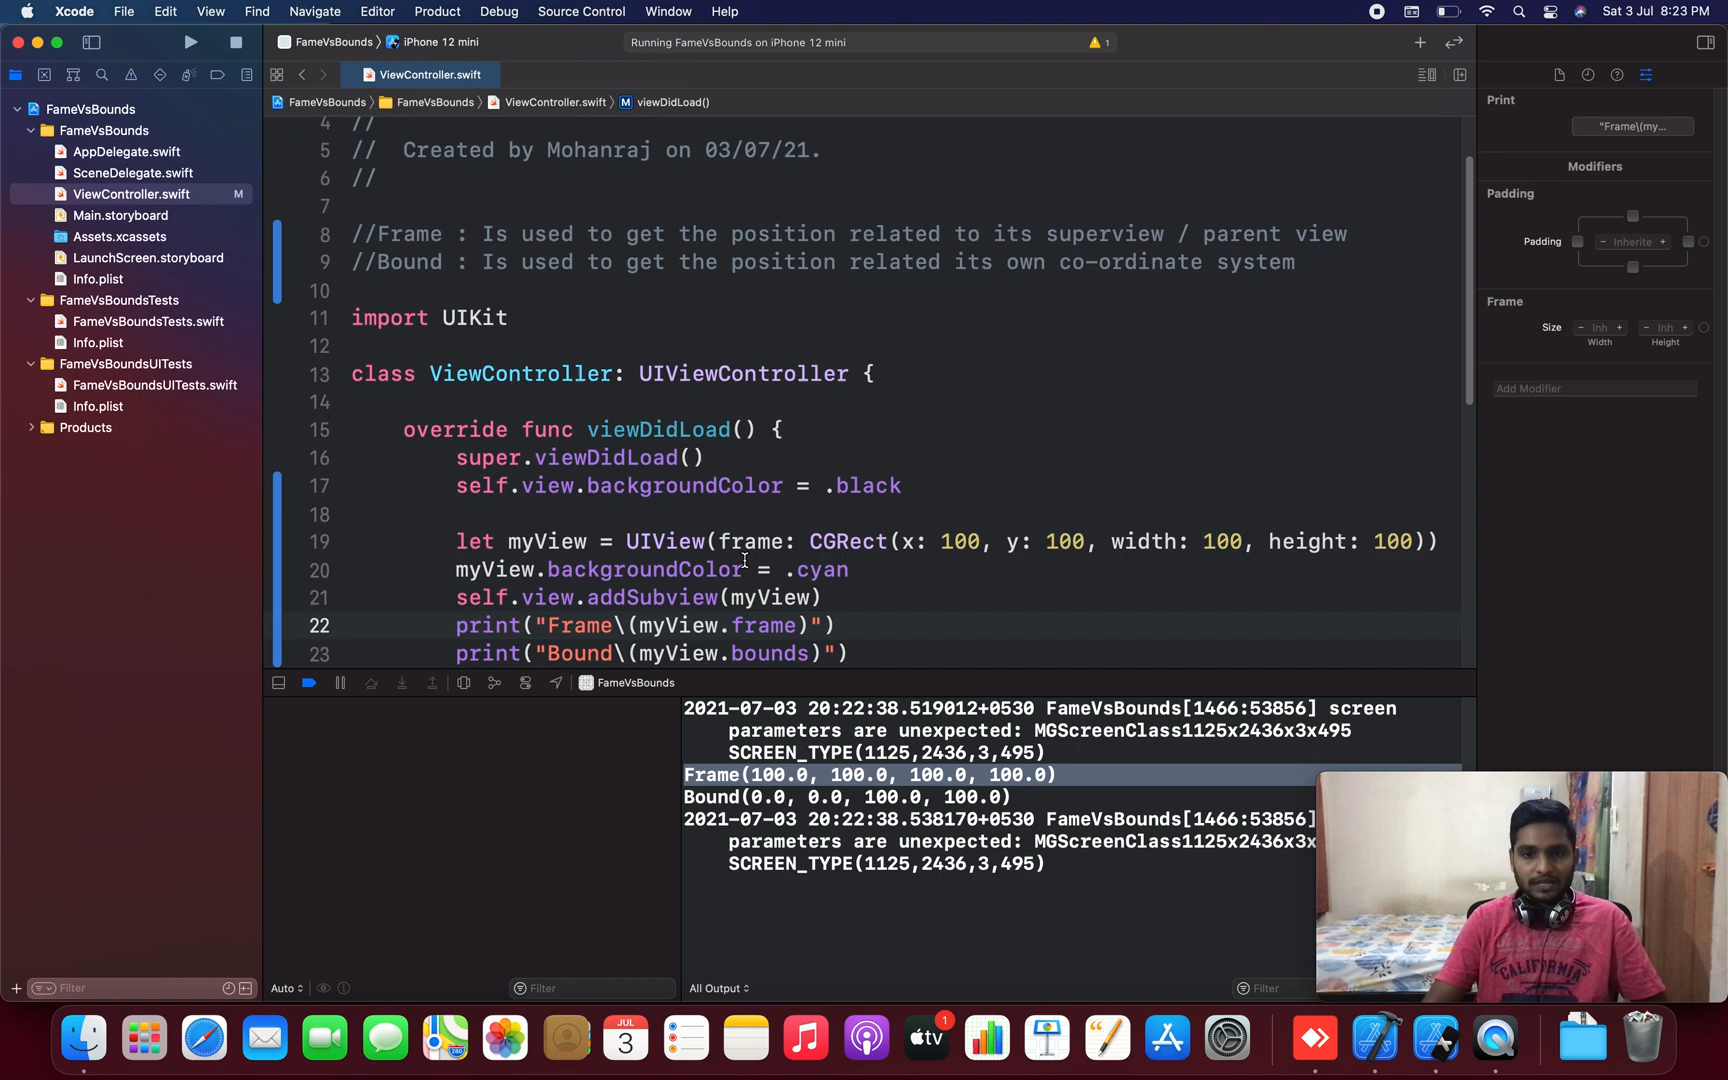 Xcode File Edit View Find Navigate Editor Product Debug Source Control Window Help Sat 3 Jul 8:23 PM
FameVsBounds iPhone 12 mini Running FameVsBounds on iPhone 12 mini 1
ViewController.swift
FameVsBounds FameVsBounds ViewController.swift M viewDidLoad()
FameVsBounds
FameVsBounds
AppDelegate.swift
SceneDelegate.swift
ViewController.swift M
Main.storyboard
Assets.xcassets
LaunchScreen.storyboard
Info.plist
FameVsBoundsTests
FameVsBoundsTests.swift
Info.plist
FameVsBoundsUITests
FameVsBoundsUITests.swift
Info.plist
Products
Filter
4 //
5 // Created by Mohanraj on 03/07/21.
6 //
7
8 //Frame : Is used to get the position related to its superview / parent view
9 //Bound : Is used to get the position related its own co-ordinate system
10
11 import UIKit
12
13 class ViewController: UIViewController {
14
15 override func viewDidLoad() {
16 super.viewDidLoad()
17 self.view.backgroundColor = .black
18
19 let myView = UIView(frame: CGRect(x: 100, y: 100, width: 100, height: 100))
20 myView.backgroundColor = .cyan
21 self.view.addSubview(myView)
22 print("Frame\(myView.frame)")
23 print("Bound\(myView.bounds)")
FameVsBounds
2021-07-03 20:22:38.519012+0530 FameVsBounds[1466:53856] screen
parameters are unexpected: MGScreenClass1125x2436x3x495
SCREEN_TYPE(1125,2436,3,495)
Frame(100.0, 100.0, 100.0, 100.0)
Bound(0.0, 0.0, 100.0, 100.0)
2021-07-03 20:22:38.538170+0530 FameVsBounds[1466:53856]
parameters are unexpected: MGScreenClass1125x2436x3x
SCREEN_TYPE(1125,2436,3,495)
Auto Filter All Output Filter
Print
"Frame\(my...
Modifiers
Padding
Padding − Inherite +
Frame
Size − Inh + − Inh +
Width Height
Add Modifier
CALIFORNIA
JUL
3
280
tv
1